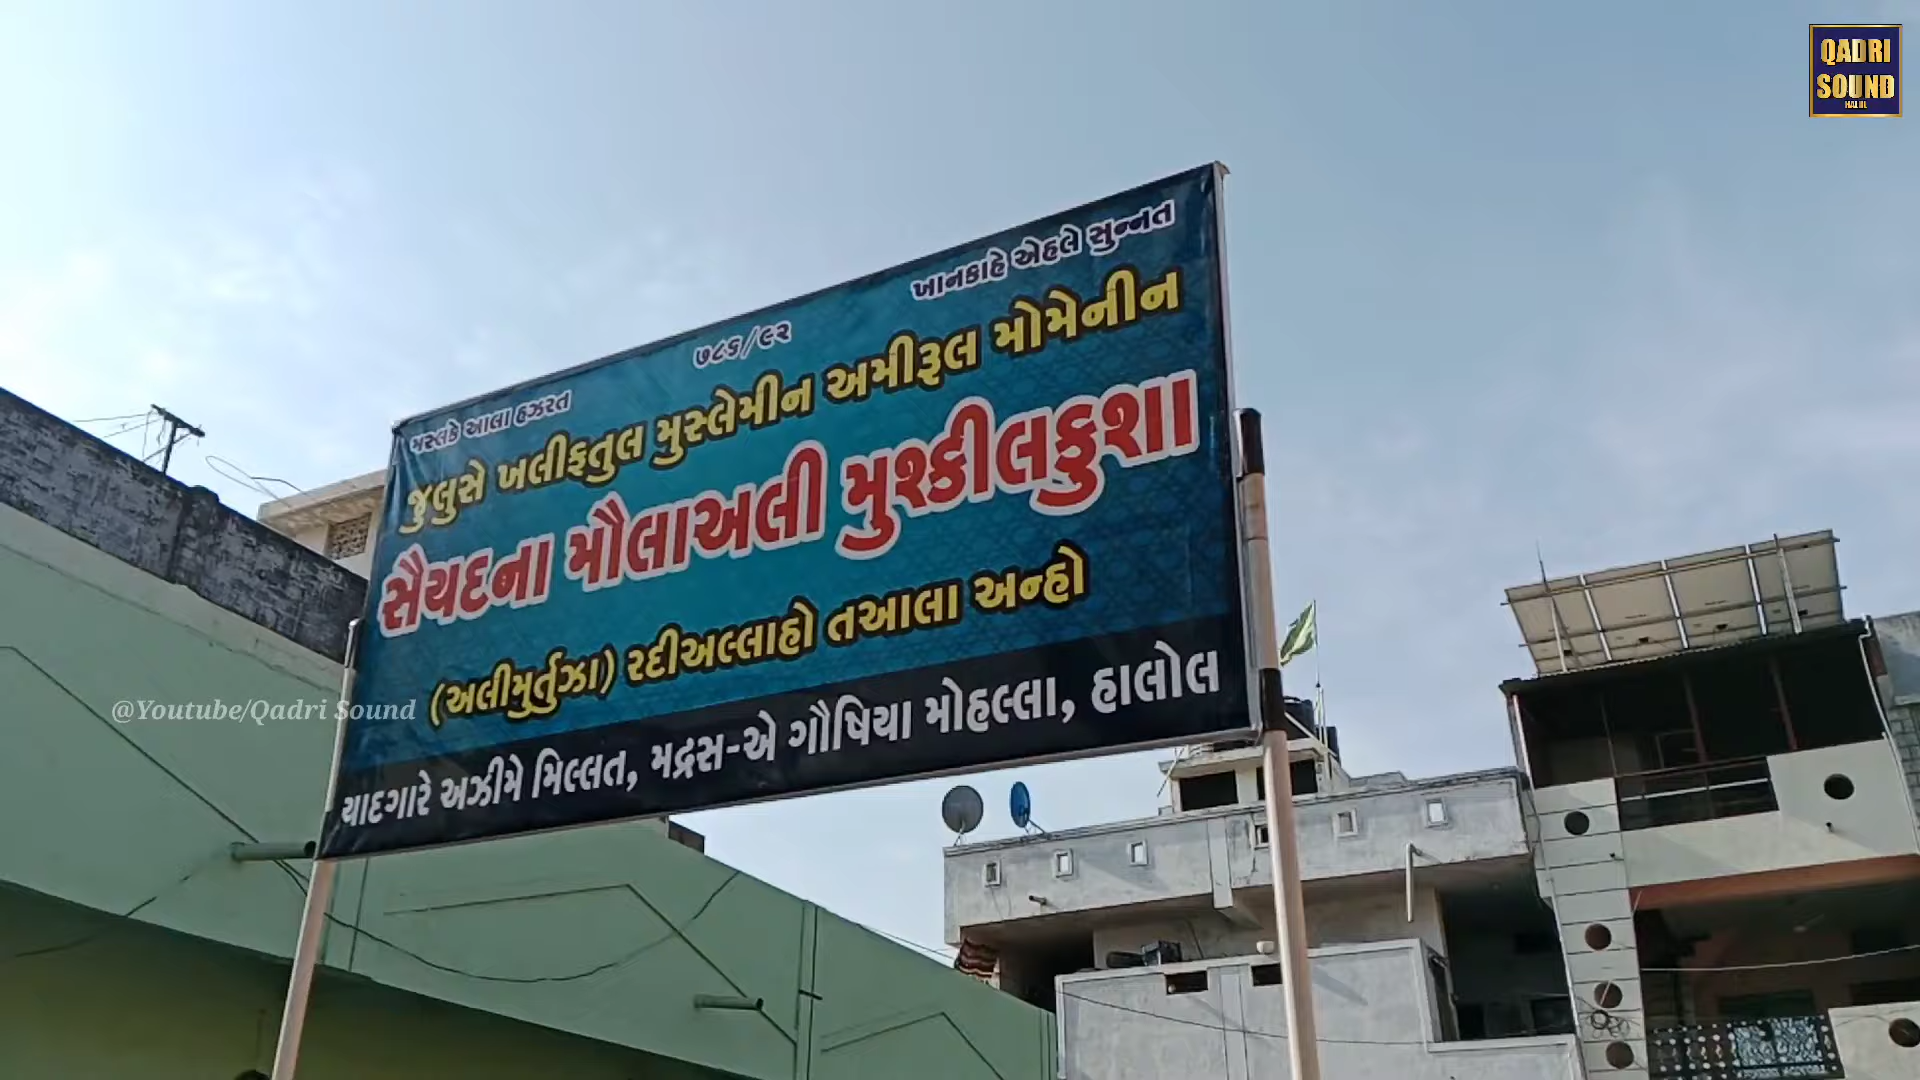 QADRI
SOUND
HALOL
ખાનકાહે એહલે સુન્નત
૭૮૬/૯૨
મસ્લકે આલા હઝરત
જુલુસે ખલીફતુલ મુસ્લેમીન અમીરૂલ મોમેનીન
સૈયદના મૌલાઅલી મુશ્કીલકુશા
(અલીમુર્તુઝા) રદીઅલ્લાહો તઆલા અન્હો
યાદગારે અઝીમે મિલ્લત, મદ્રસ-એ ગૌષિયા મોહલ્લા, હાલોલ
@Youtube/Qadri Sound